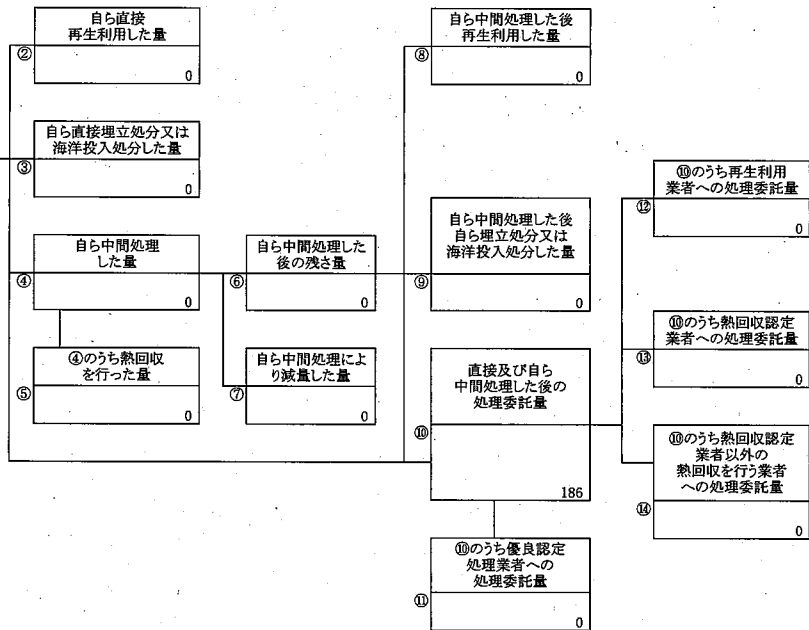 自ら直接
再生利用した量
②
0
自ら直接埋立処分又は
海洋投入処分した量
③
0
自ら中間処理
した量
④
0
④のうち熱回収
を行った量
⑤
0
自ら中間処理した
後の残さ量
⑥
0
自ら中間処理によ
り減量した量
⑦
0
自ら中間処理した後
再生利用した量
⑧
0
自ら中間処理した後
自ら埋立処分又は
海洋投入処分した量
⑨
0
直接及び自ら
中間処理した後の
処理委託量
⑩
186
⑩のうち優良認定
処理業者への
処理委託量
⑪
0
⑩のうち再生利用
業者への処理委託量
⑫
0
⑩のうち熱回収認定
業者への処理委託量
⑬
0
⑩のうち熱回収認定
業者以外の
熱回収を行う業者
への処理委託量
⑭
0